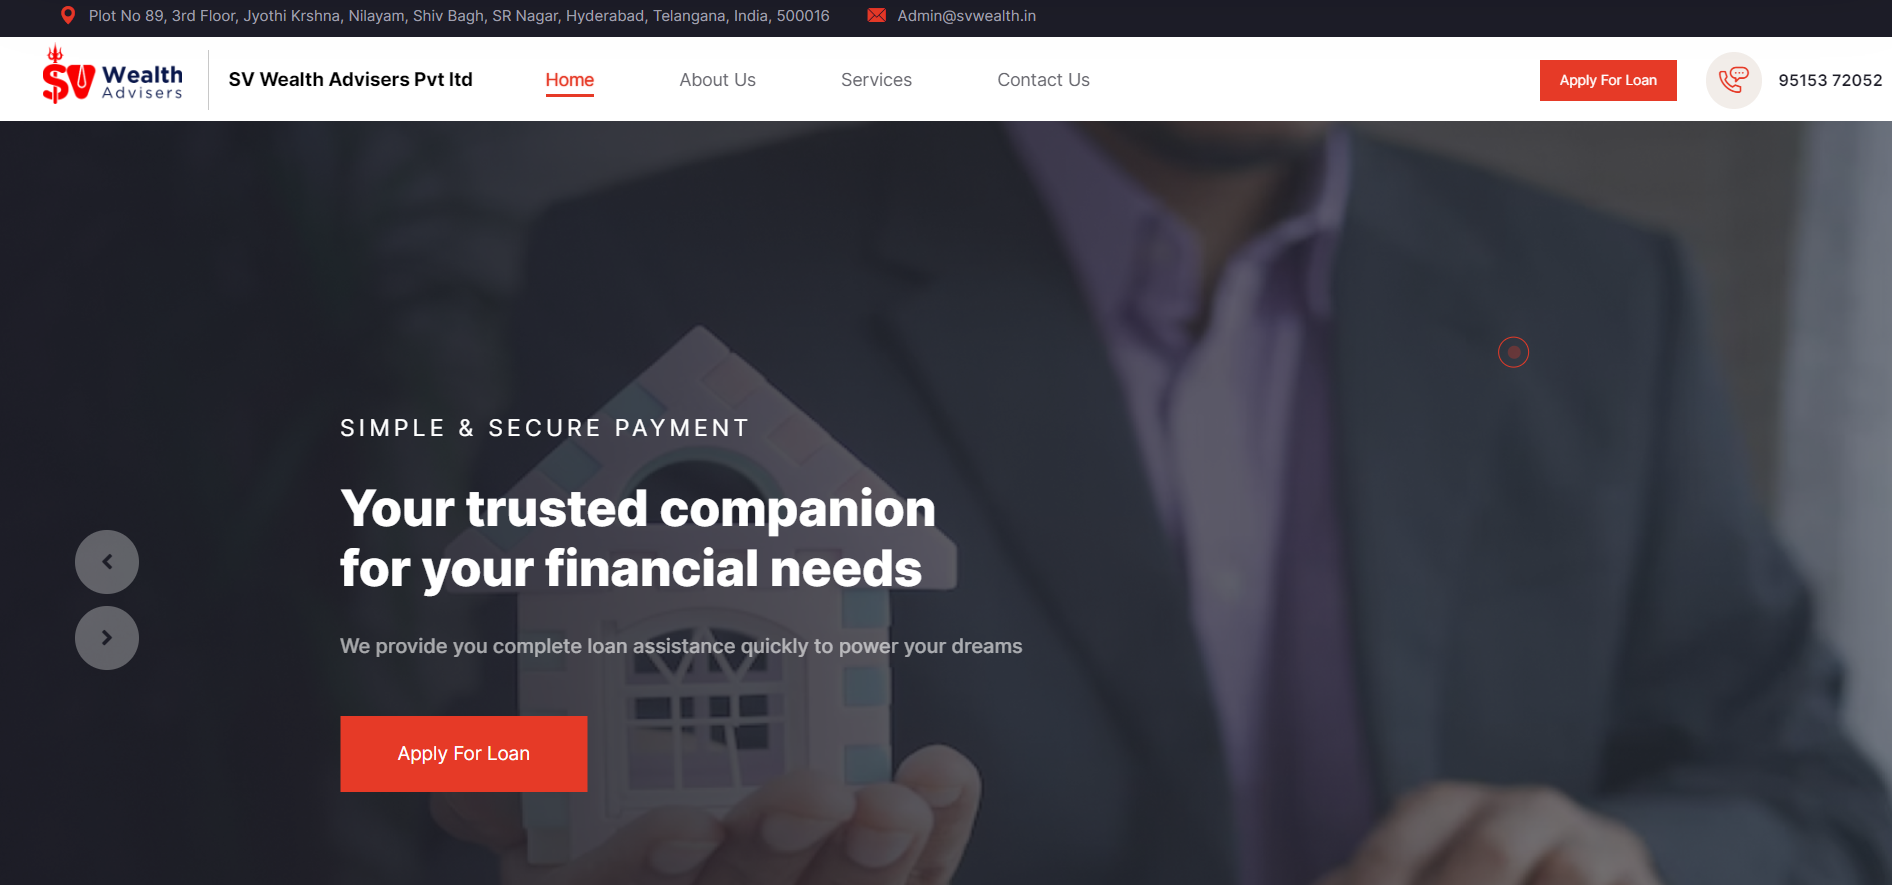 Plot No 89, 3rd Floor, Jyothi Krshna, Nilayam, Shiv Bagh, SR Nagar, Hyderabad, Telangana, India, 500016
Admin@svwealth.in
SV Wealth
Advisers
SV Wealth Advisers Pvt ltd
Home
About Us
Services
Contact Us
Apply For Loan
95153 72052
SIMPLE & SECURE PAYMENT
Your trusted companion
for your financial needs
We provide you complete loan assistance quickly to power your dreams
Apply For Loan